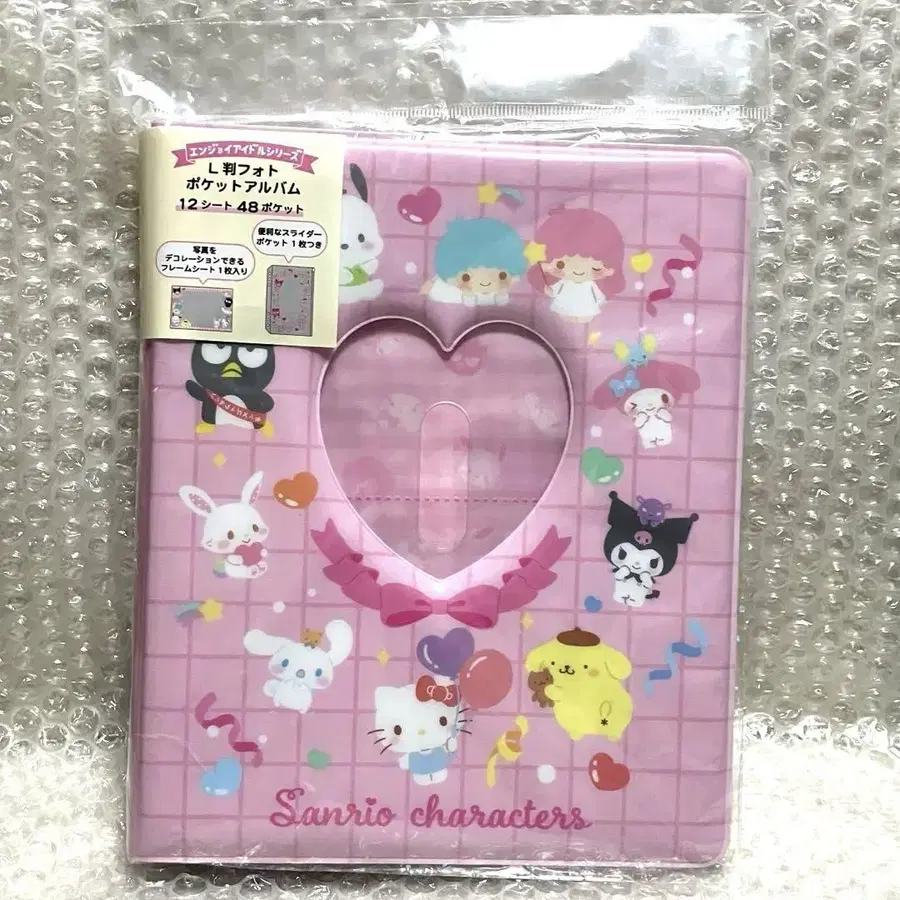 エンジョイアイドルシリーズ
L判フォト
ポケットアルバム
12シート 48ポケット
便利なスライダー
ポケット1枚つき
写真を
デコレーションできる
フレームシート1枚入り
Sanrio characters